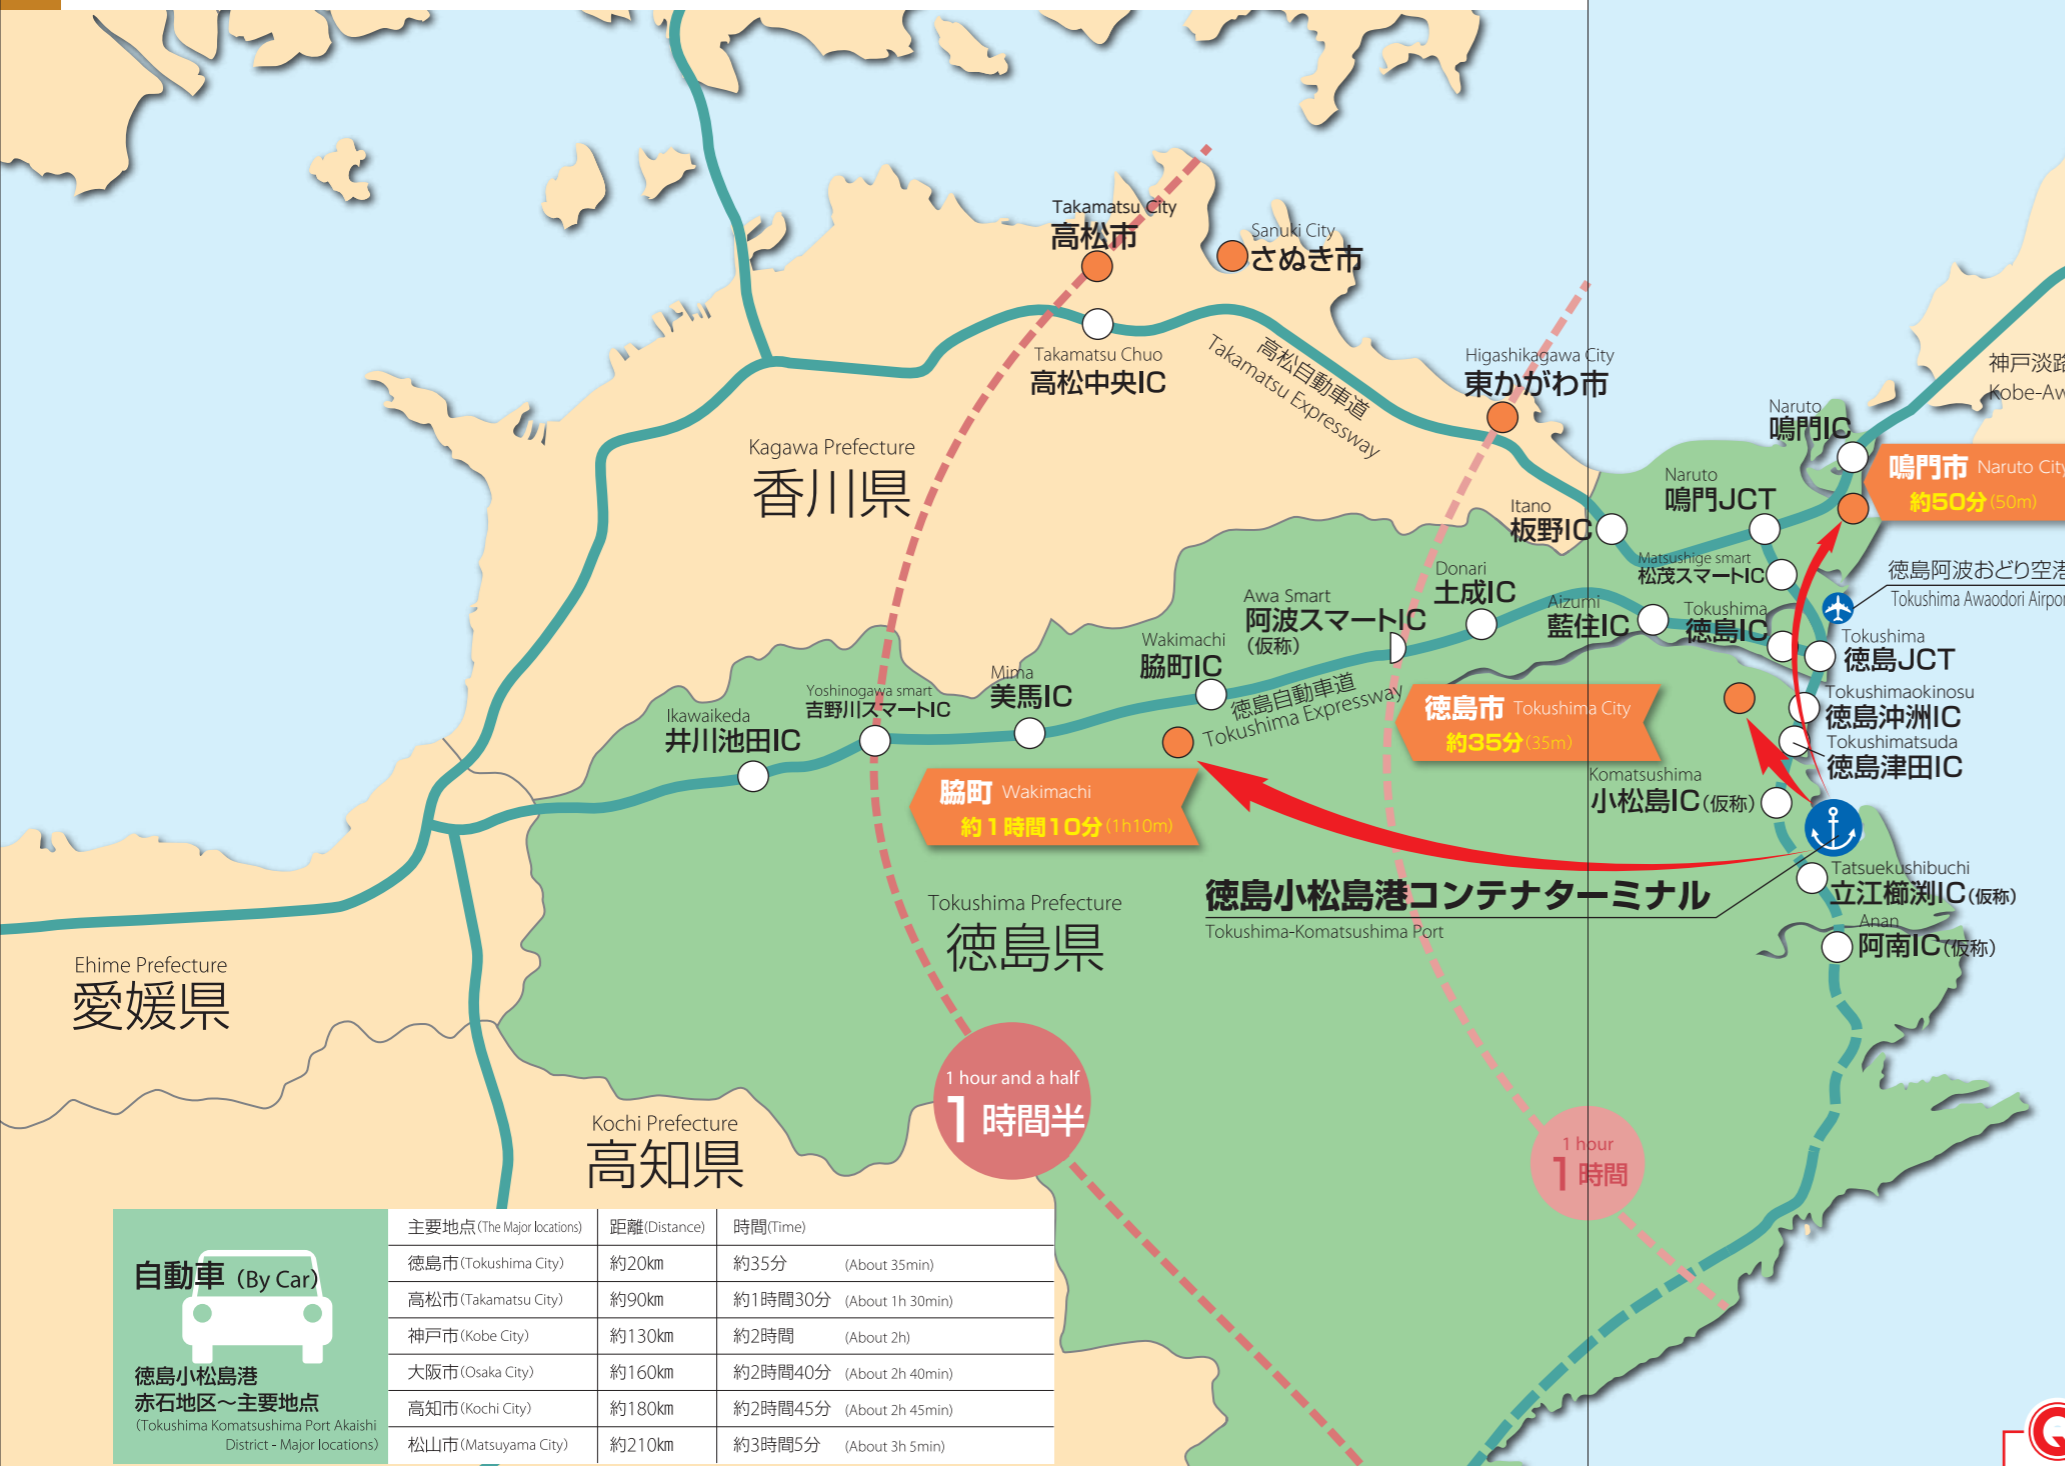 Takamatsu City
高松市
Sanuki City
さぬき市
Takamatsu Chuo
高松中央IC
高松自動車道
Takamatsu Expressway
Higashikagawa City
東かがわ市
神戸淡路
Kobe-Aw
Naruto
鳴門IC
鳴門市 Naruto City
約50分(50m)
Kagawa Prefecture
香川県
Naruto
鳴門JCT
Itano
板野IC
Matsushige smart
松茂スマートIC
徳島阿波おどり空港
Tokushima Awaodori Airpor
Donari
土成IC
Awa Smart
阿波スマートIC
(仮称)
Aizumi
藍住IC
Tokushima
徳島IC
Tokushima
徳島JCT
Wakimachi
脇町IC
Mima
美馬IC
Yoshinogawa smart
吉野川スマートIC
Ikawaikeda
井川池田IC
徳島自動車道
Tokushima Expressway
徳島市 Tokushima City
約35分(35m)
Tokushimaokinosu
徳島沖洲IC
Tokushimatsuda
徳島津田IC
Komatsushima
小松島IC(仮称)
脇町 Wakimachi
約1時間10分(1h10m)
徳島小松島港コンテナターミナル
Tokushima-Komatsushima Port
Tatsuekushibuchi
立江櫛渕IC(仮称)
Anan
阿南IC(仮称)
Tokushima Prefecture
徳島県
Ehime Prefecture
愛媛県
1 hour and a half
1時間半
Kochi Prefecture
高知県
1 hour
1時間
自動車 (By Car)
徳島小松島港
赤石地区～主要地点
(Tokushima Komatsushima Port Akaishi
District - Major locations)
主要地点(The Major locations) 距離(Distance) 時間(Time)
徳島市(Tokushima City) 約20km 約35分 (About 35min)
高松市(Takamatsu City) 約90km 約1時間30分 (About 1h 30min)
神戸市(Kobe City) 約130km 約2時間 (About 2h)
大阪市(Osaka City) 約160km 約2時間40分 (About 2h 40min)
高知市(Kochi City) 約180km 約2時間45分 (About 2h 45min)
松山市(Matsuyama City) 約210km 約3時間5分 (About 3h 5min)